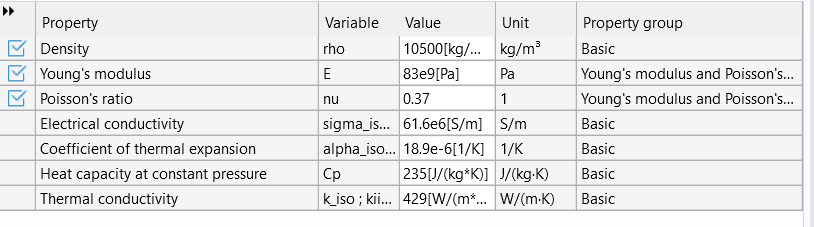 Property Variable Value Unit Property group
Density rho 10500[kg/... kg/m³ Basic
Young's modulus E 83e9[Pa] Pa Young's modulus and Poisson's...
Poisson's ratio nu 0.37 1 Young's modulus and Poisson's...
Electrical conductivity sigma_is... 61.6e6[S/m] S/m Basic
Coefficient of thermal expansion alpha_iso... 18.9e-6[1/K] 1/K Basic
Heat capacity at constant pressure Cp 235[J/(kg*K)] J/(kg·K) Basic
Thermal conductivity k_iso ; kii... 429[W/(m*... W/(m·K) Basic